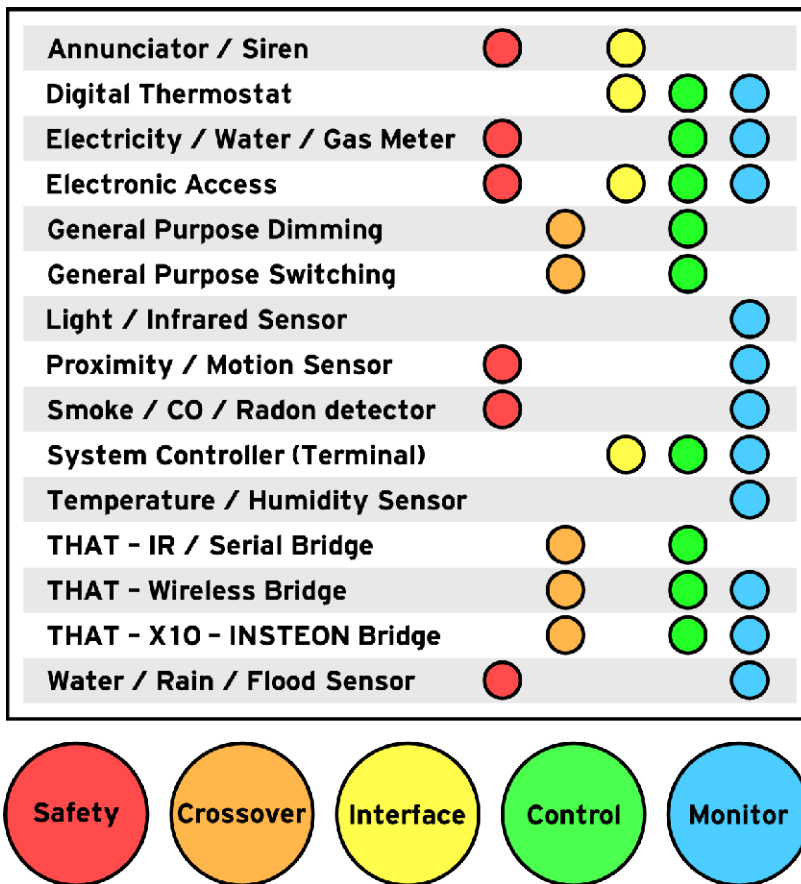 Annunciator / Siren
Digital Thermostat
Electricity / Water / Gas Meter
Electronic Access
General Purpose Dimming
General Purpose Switching
Light / Infrared Sensor
Proximity / Motion Sensor
Smoke / CO / Radon detector
System Controller (Terminal)
Temperature / Humidity Sensor
THAT - IR / Serial Bridge
THAT - Wireless Bridge
THAT - X10 - INSTEON Bridge
Water / Rain / Flood Sensor
Safety Crossover Interface Control Monitor